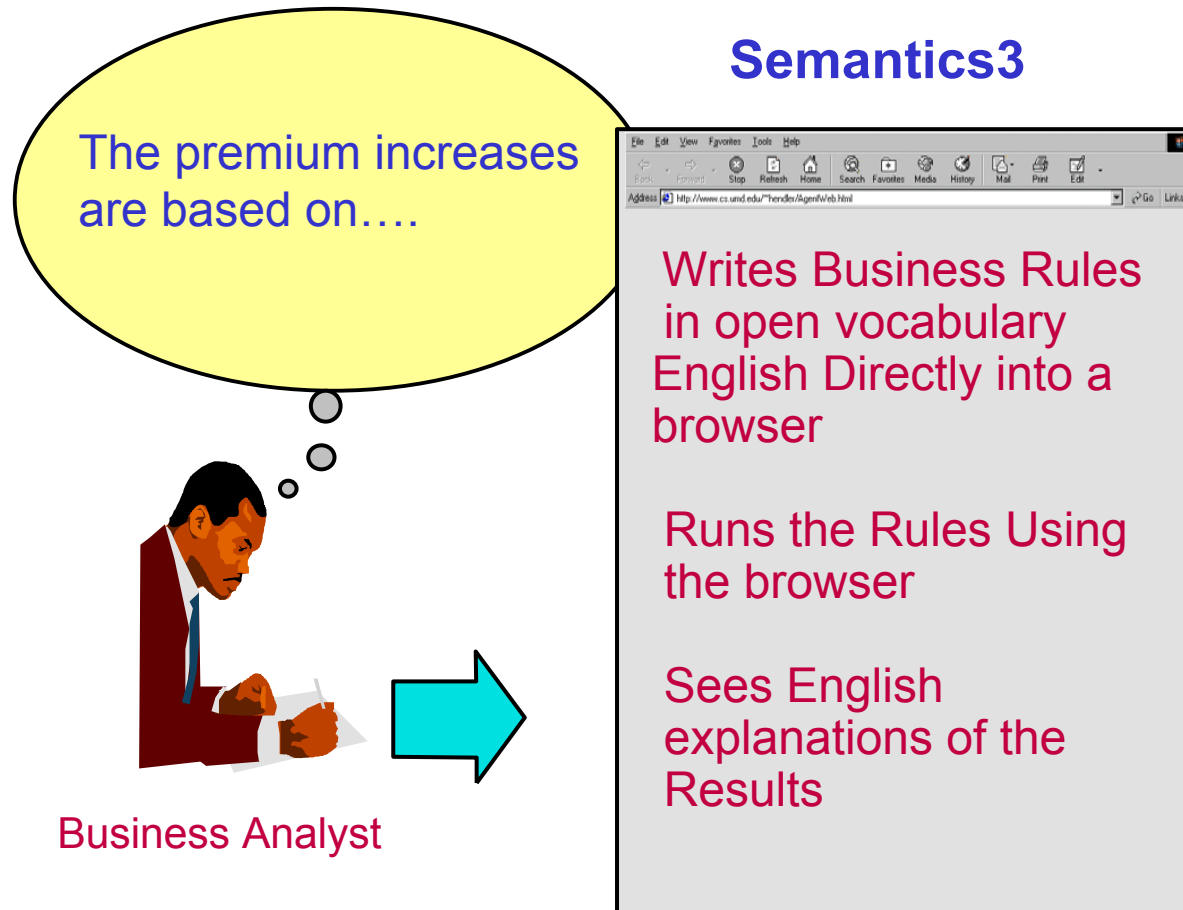 Semantics3
The premium increases
are based on….
File Edit View Favorites Tools Help
Back Forward Stop Refresh Home Search Favorites Media History Mail Print Edit
Address http://www.cs.umd.edu/~hendler/AgentWeb.html Go Links
Writes Business Rules
in open vocabulary
English Directly into a
browser
Runs the Rules Using
the browser
Sees English
explanations of the
Results
Business Analyst